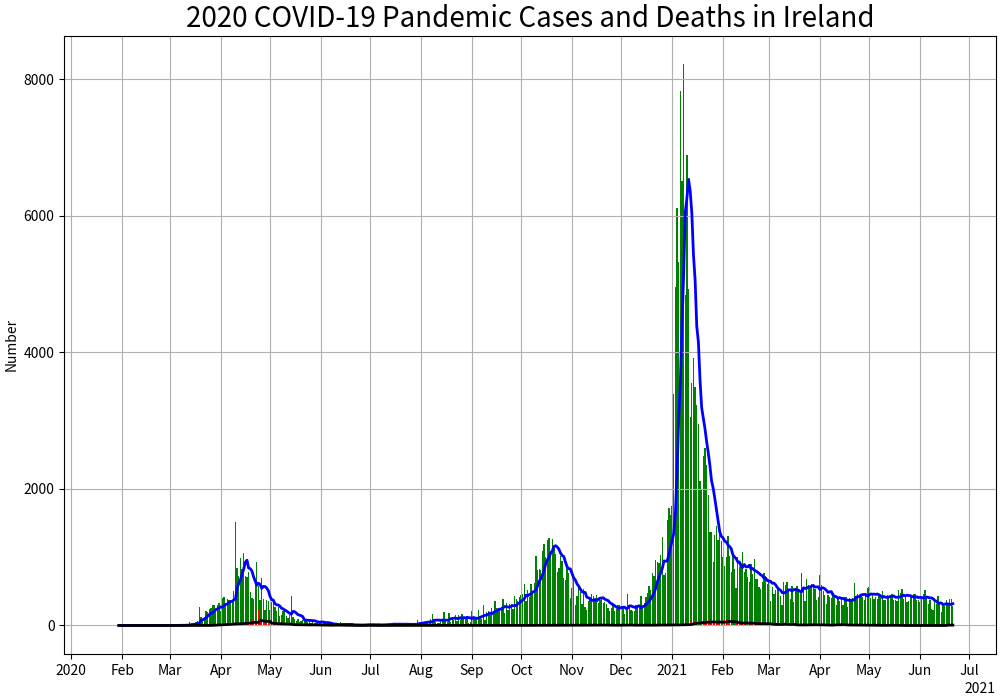 2020 COVID-19 Pandemic Cases and Deaths in Ireland
Number
8000
6000
4000
2000
0
2020 Feb Mar Apr May Jun Jul Aug Sep Oct Nov Dec 2021 Feb Mar Apr May Jun Jul
2021